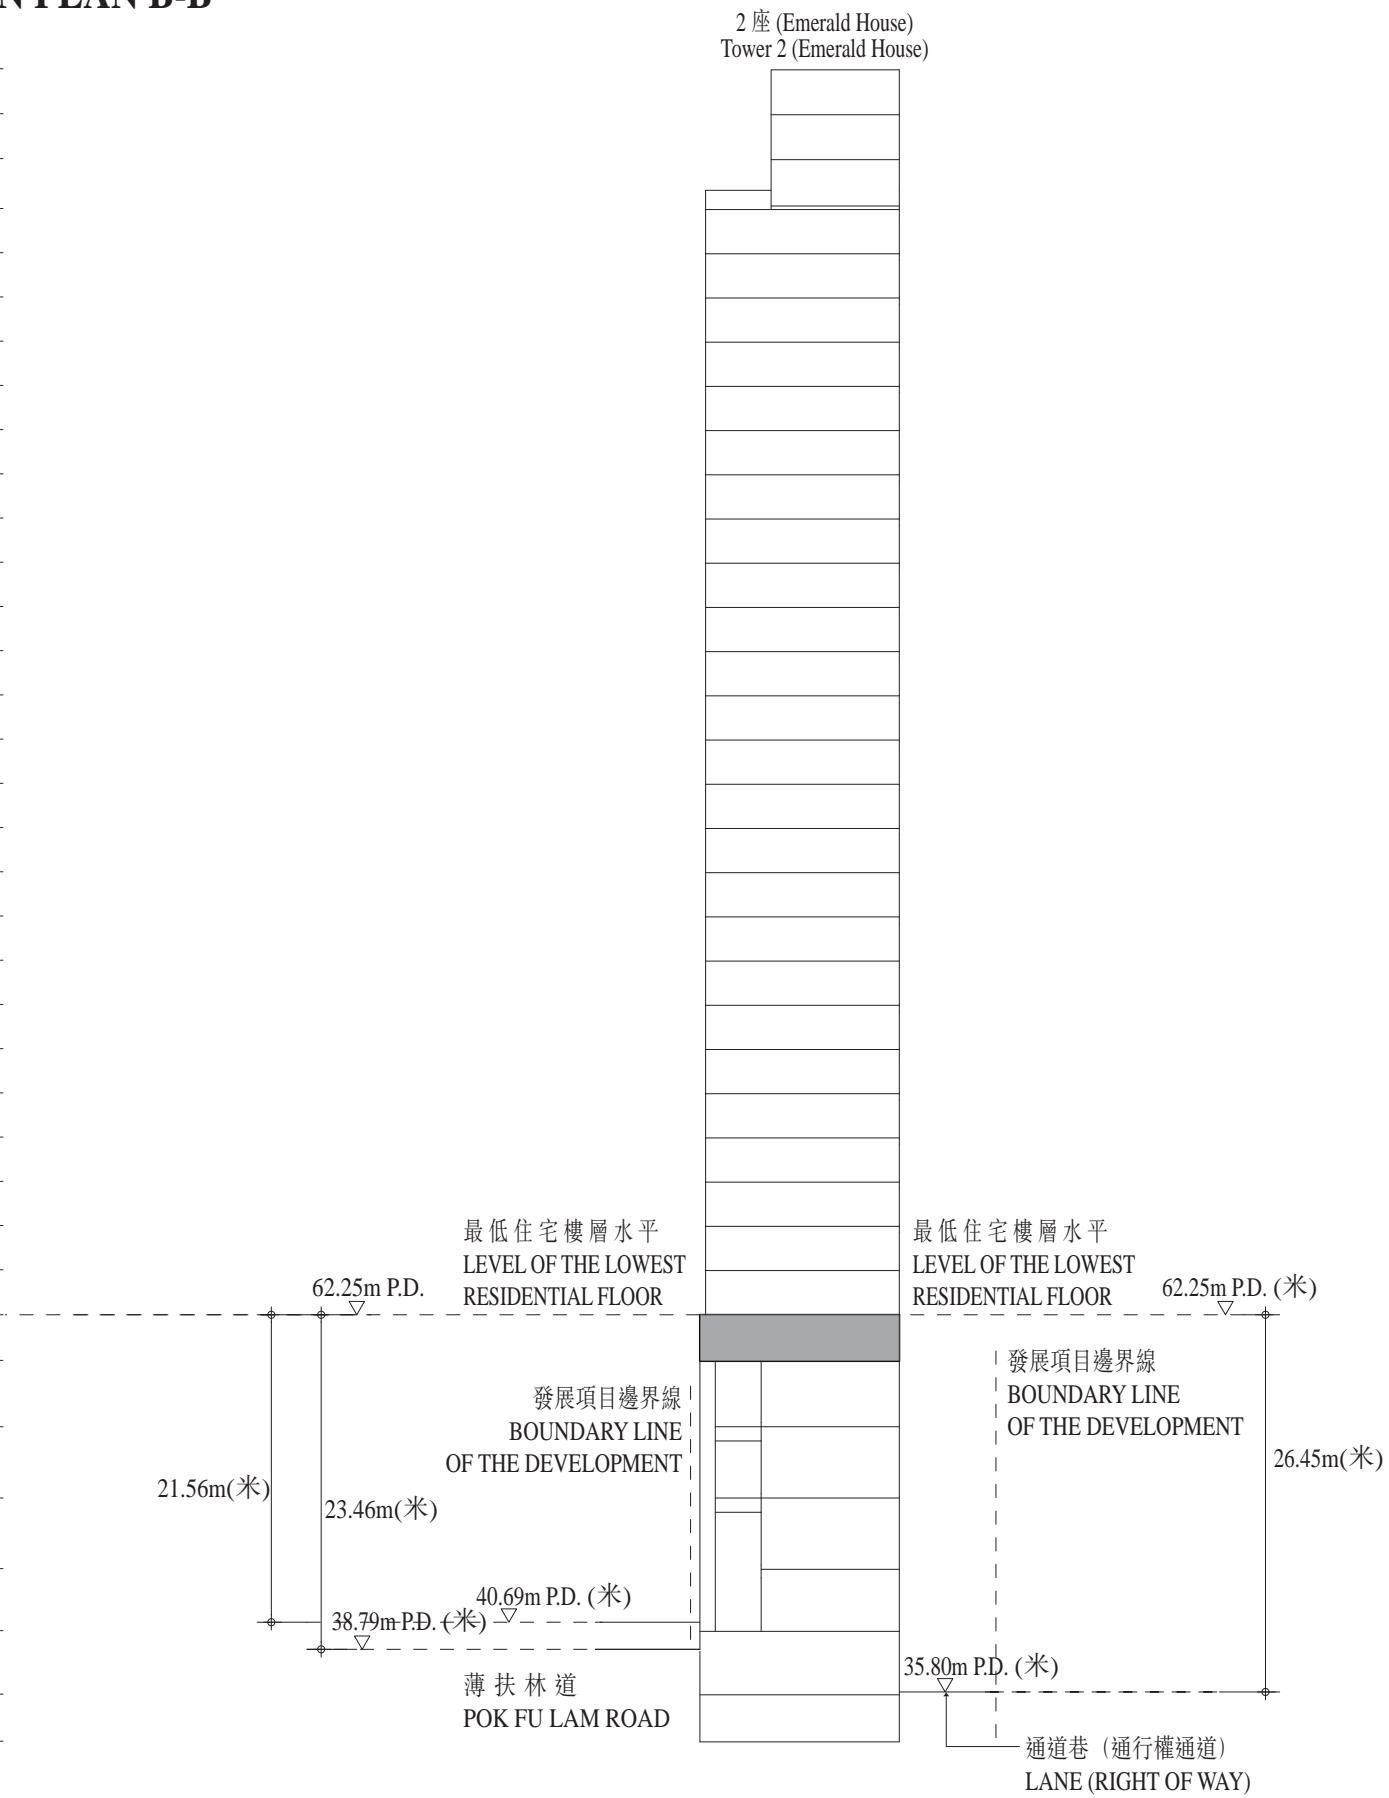 N PLAN B-B
2 座 (Emerald House)
Tower 2 (Emerald House)
最低住宅樓層水平
LEVEL OF THE LOWEST
RESIDENTIAL FLOOR
62.25m P.D.
最低住宅樓層水平
LEVEL OF THE LOWEST
RESIDENTIAL FLOOR
62.25m P.D. (米)
發展項目邊界線
BOUNDARY LINE
OF THE DEVELOPMENT
發展項目邊界線
BOUNDARY LINE
OF THE DEVELOPMENT
21.56m(米)
23.46m(米)
26.45m(米)
40.69m P.D. (米)
38.79m P.D. (米)
35.80m P.D. (米)
薄扶林道
POK FU LAM ROAD
通道巷（通行權通道）
LANE (RIGHT OF WAY)